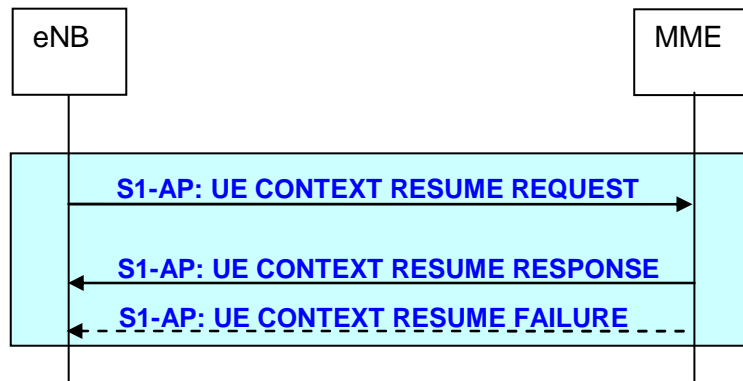 eNB
MME
S1-AP: UE CONTEXT RESUME REQUEST
S1-AP: UE CONTEXT RESUME RESPONSE
S1-AP: UE CONTEXT RESUME FAILURE